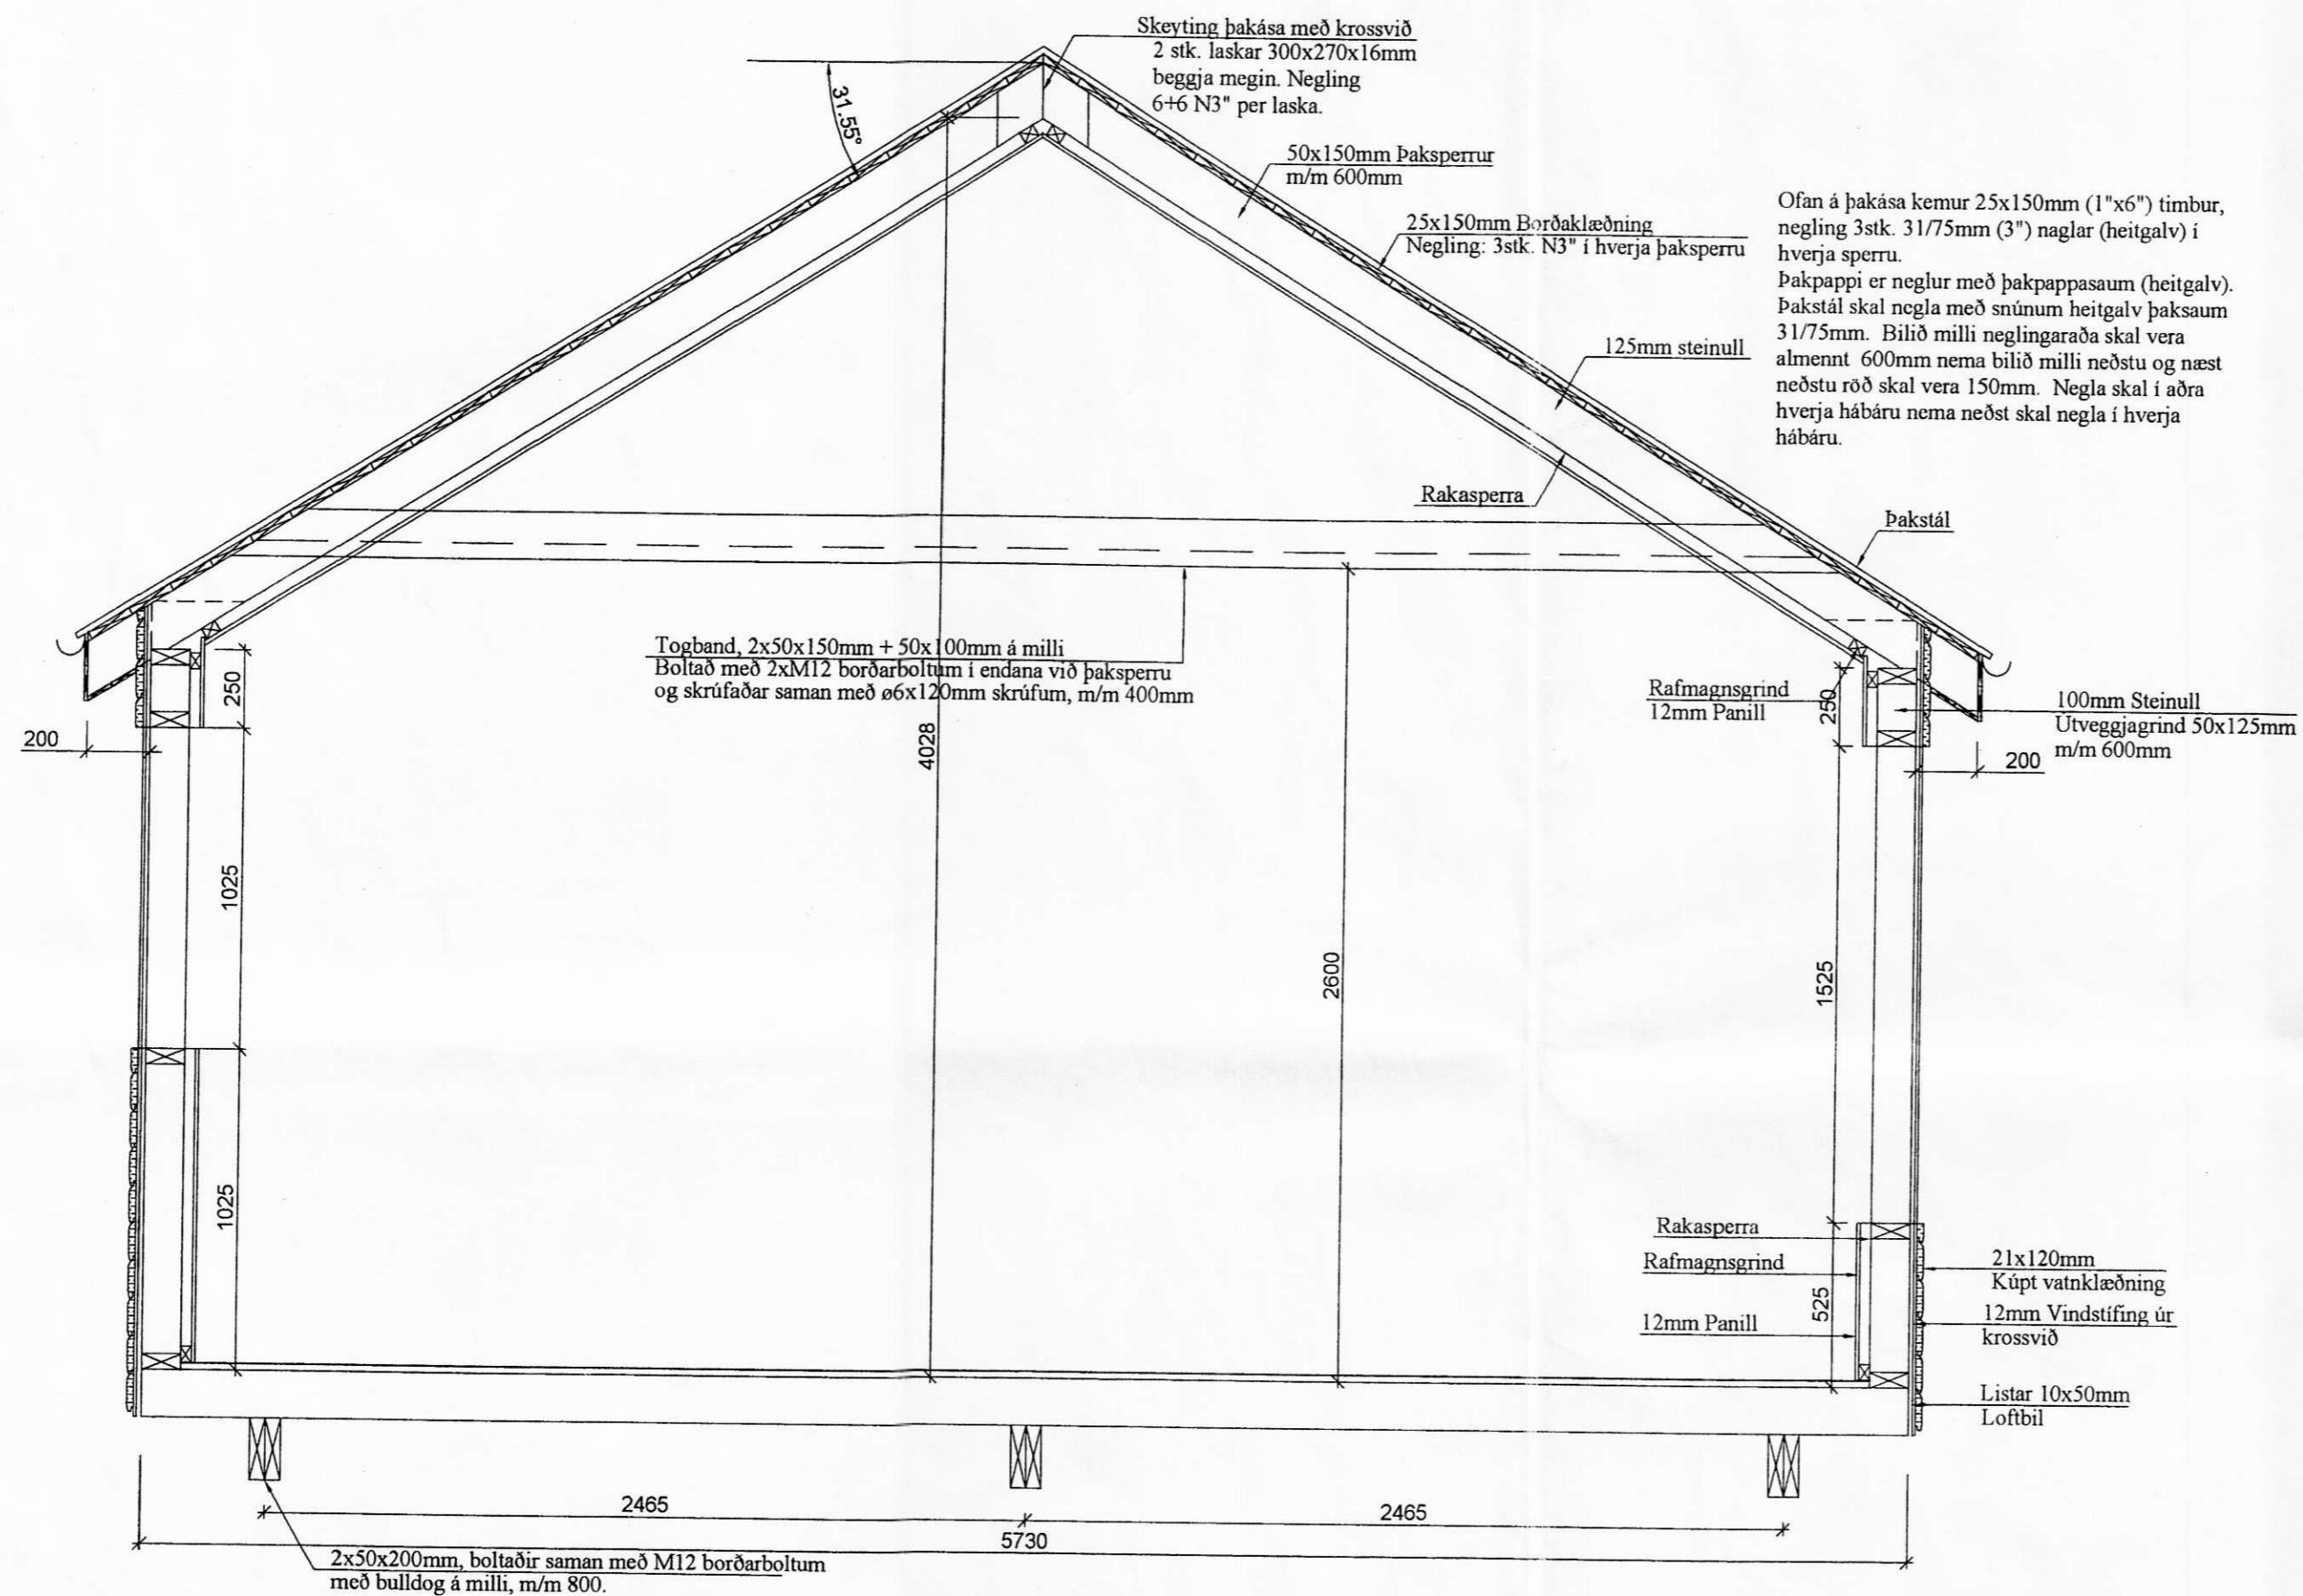 Skeyting þakása með krossvið
2 stk. laskar 300x270x16mm
beggja megin. Negling
6+6 N3" per laska.
31.55°
50x150mm Þaksperrur
m/m 600mm
25x150mm Borðaklæðning
Negling: 3stk. N3" í hverja þaksperru
Ofan á þakása kemur 25x150mm (1"x6") timbur,
negling 3stk. 31/75mm (3") naglar (heitgalv) í
hverja sperru.
Þakpappi er neglur með þakpappasaum (heitgalv).
Þakstál skal negla með snúnum heitgalv þaksaum
31/75mm. Bilið milli neglingaraða skal vera
almennt 600mm nema bilið milli neðstu og næst
neðstu röð skal vera 150mm. Negla skal í aðra
hverja hábáru nema neðst skal negla í hverja
hábáru.
125mm steinull
Rakasperra
Þakstál
Togband, 2x50x150mm + 50x100mm á milli
Boltað með 2xM12 borðarboltum í endana við þaksperru
og skrúfaðar saman með ø6x120mm skrúfum, m/m 400mm
Rafmagnsgrind
12mm Panill
250
250
100mm Steinull
Utveggjagrind 50x125mm
m/m 600mm
200
200
4028
1025
2600
1525
1025
Rakasperra
Rafmagnsgrind
12mm Panill
525
21x120mm
Kúpt vatnklæðning
12mm Vindstífing úr
krossvið
Listar 10x50mm
Loftbil
2465
2465
5730
2x50x200mm, boltaðir saman með M12 borðarboltum
með bulldog á milli, m/m 800.